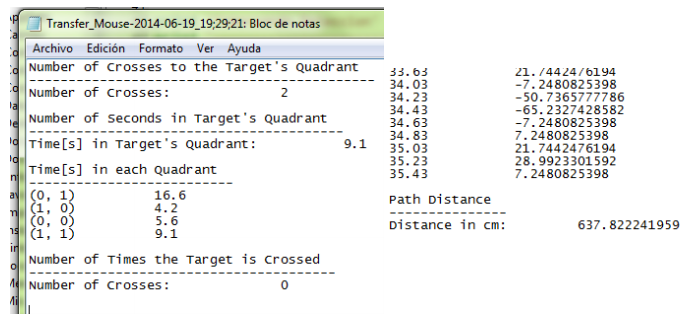 Transfer_Mouse-2014-06-19_19;29;21: Bloc de notas
Archivo Edición Formato Ver Ayuda
Number of Crosses to the Target's Quadrant
------------------------------------------
Number of Crosses: 2
Number of Seconds in Target's Quadrant
--------------------------------------
Time[s] in Target's Quadrant: 9.1
Time[s] in each Quadrant
------------------------
(0, 1) 16.6
(1, 0) 4.2
(0, 0) 5.6
(1, 1) 9.1
Number of Times the Target is Crossed
-------------------------------------
Number of Crosses: 0
33.63 21.7442476194
34.03 -7.2480825398
34.23 -50.7365777786
34.43 -65.2327428582
34.63 -7.2480825398
34.83 7.2480825398
35.03 21.7442476194
35.23 28.9923301592
35.43 7.2480825398
Path Distance
-------------
Distance in cm: 637.822241959